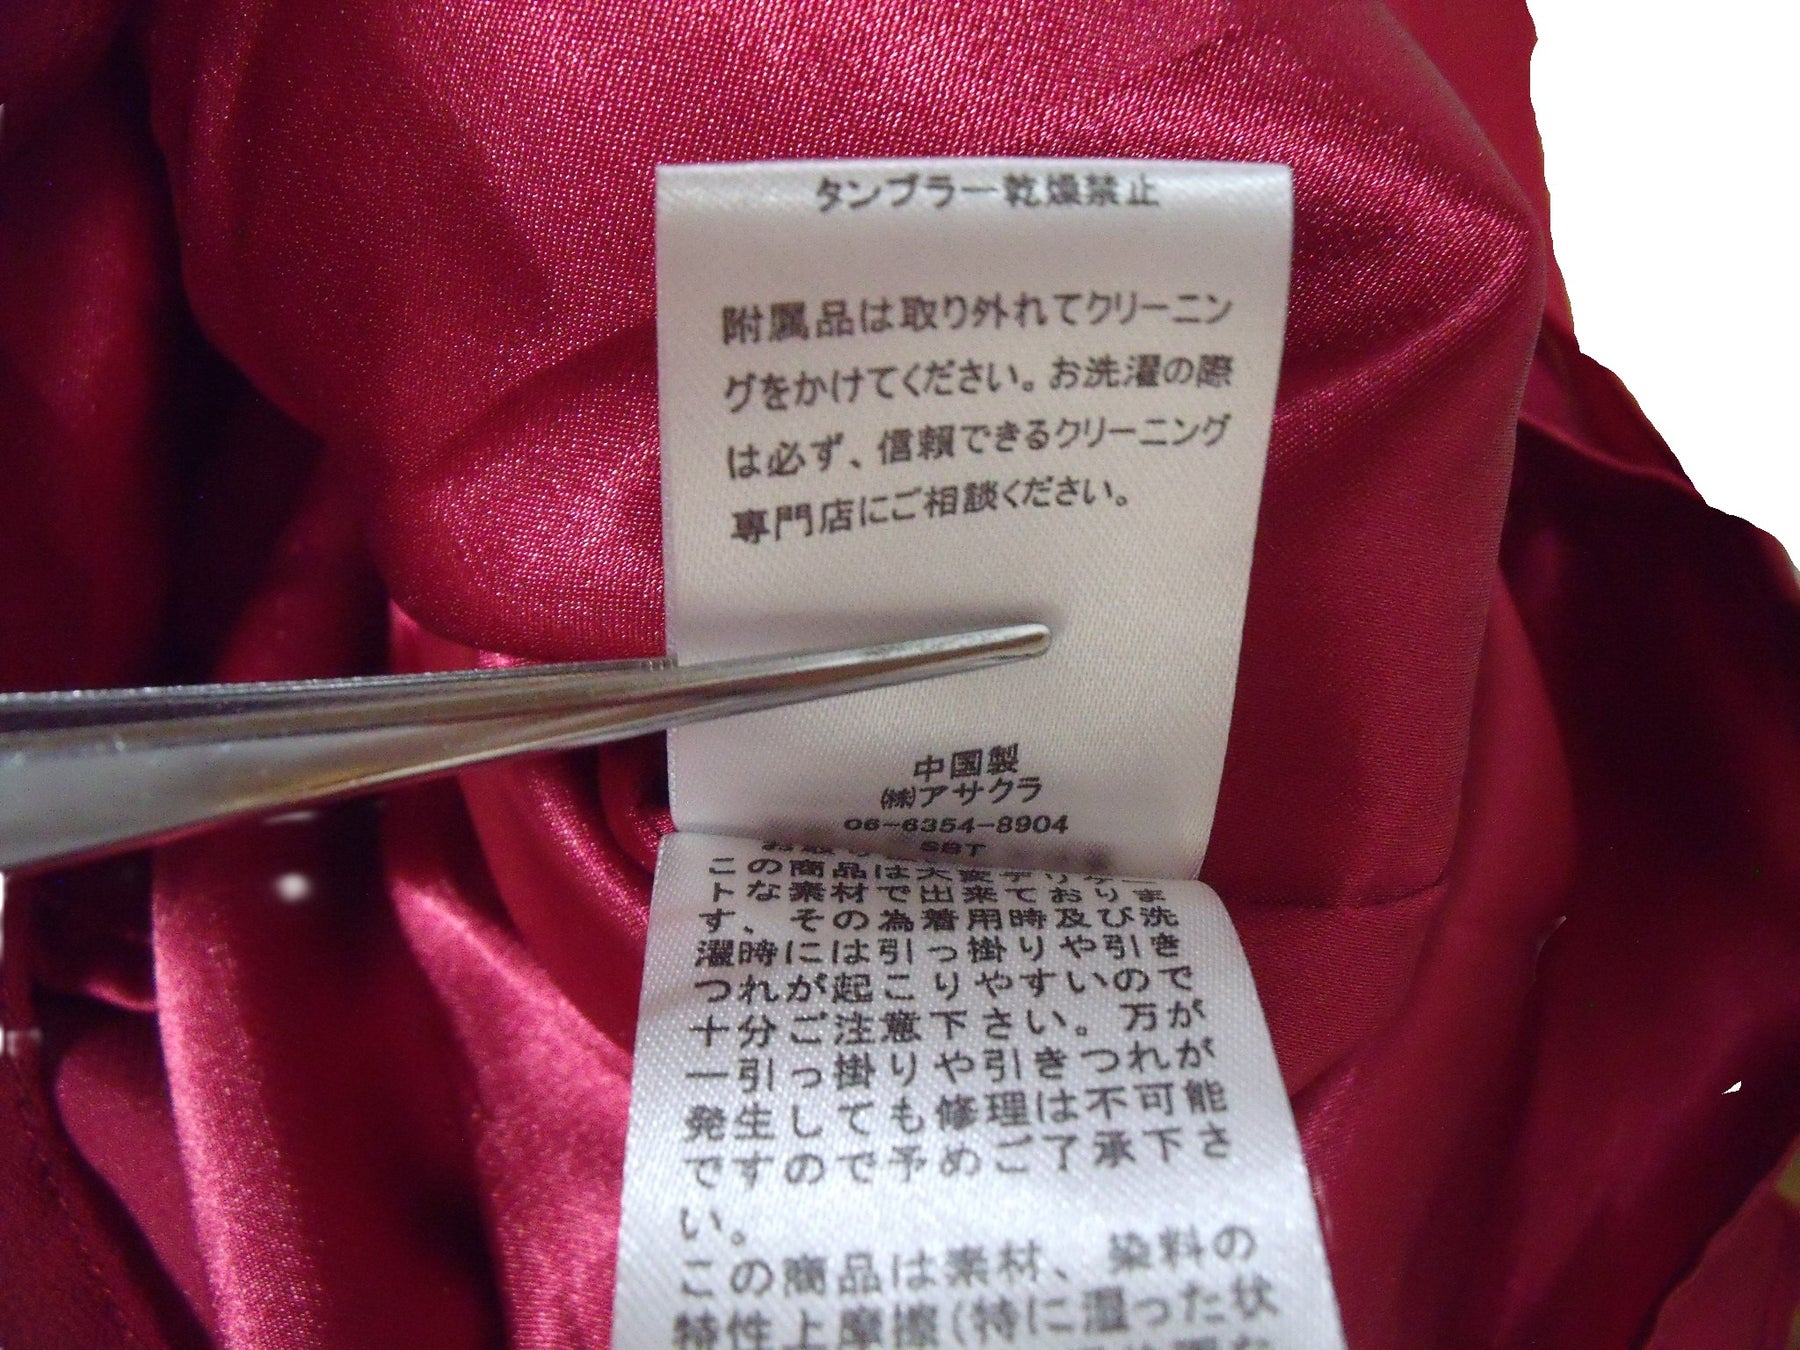 タンブラー乾燥禁止
附属品は取り外れてクリーニン
グをかけてください。お洗濯の際
は必ず、信頼できるクリーニング
専門店にご相談ください。
中国製
㈱アサクラ
06-6354-8904
SBT
この商品は大変デリケー
トな素材で出来ておりま
す、その為着用時及び洗
濯時には引っ掛りや引き
つれが起こりやすいので
十分ご注意下さい。万が
一引っ掛りや引きつれが
発生しても修理は不可能
ですので予めご了承下さ
い。
この商品は素材、染料の
特性上摩擦(特に湿った状